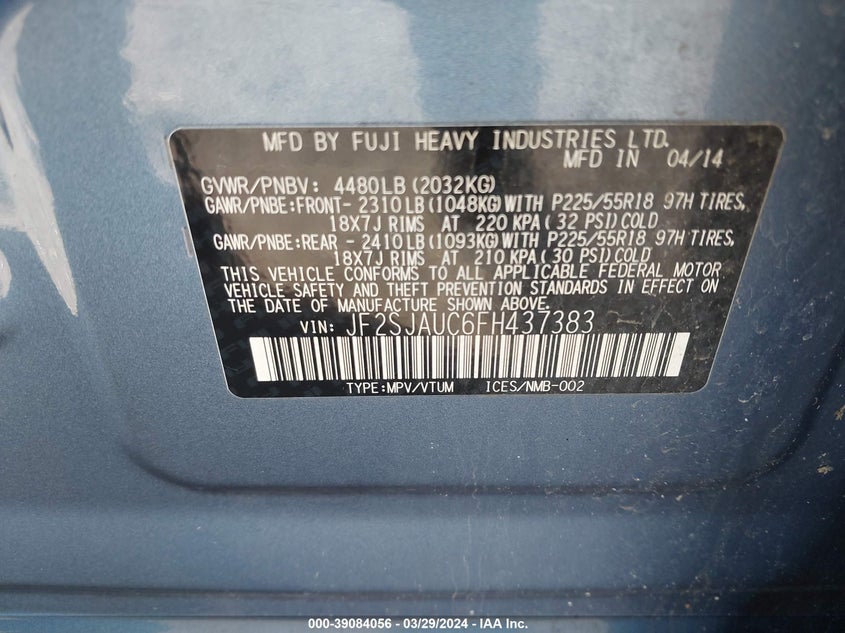 MFD BY FUJI HEAVY INDUSTRIES LTD.
MFD IN 04/14
GVWR/PNBV: 4480LB(2032KG)
GAWR/PNBE:FRONT-2310LB(1048KG)WITH P225/55R18 97H TIRES,
18X7J RIMS AT 220 KPA(32 PSI)COLD
GAWR/PNBE:REAR -2410LB(1093KG)WITH P225/55R18 97H TIRES,
18X7J RIMS AT 210 KPA(30 PSI)COLD
THIS VEHICLE CONFORMS TO ALL APPLICABLE FEDERAL MOTOR
VEHICLE SAFETY AND THEFT PREVENTION STANDARDS IN EFFECT ON
THE DATE OF MANUFACTURE SHOWN ABOVE.
VIN: JF2SJAUC6FH437383
TYPE:MPV/VTUM ICES/NMB-002
000-39084056 / 03/29/2024 - IAA Inc.